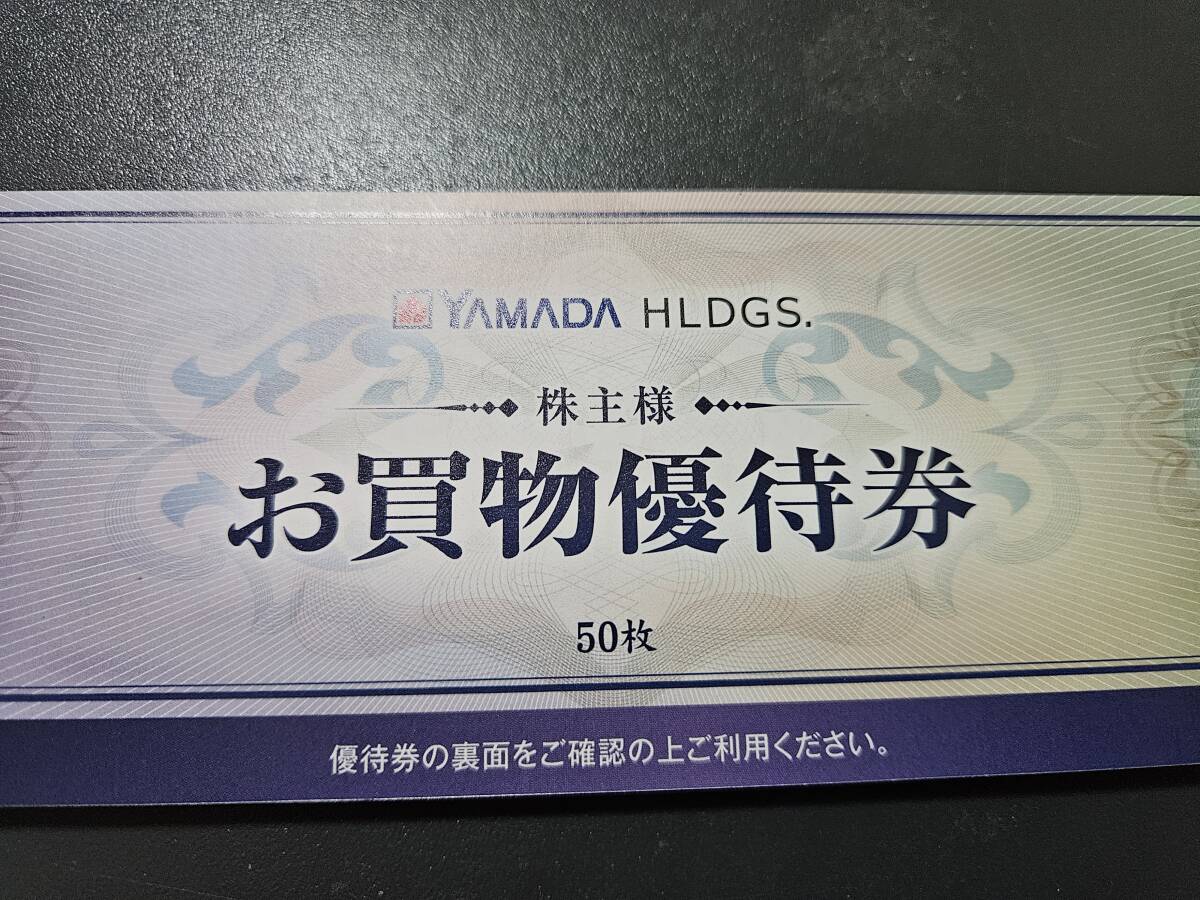 YAMADA HLDGS.
株主様
お買物優待券
50枚
優待券の裏面をご確認の上ご利用ください。